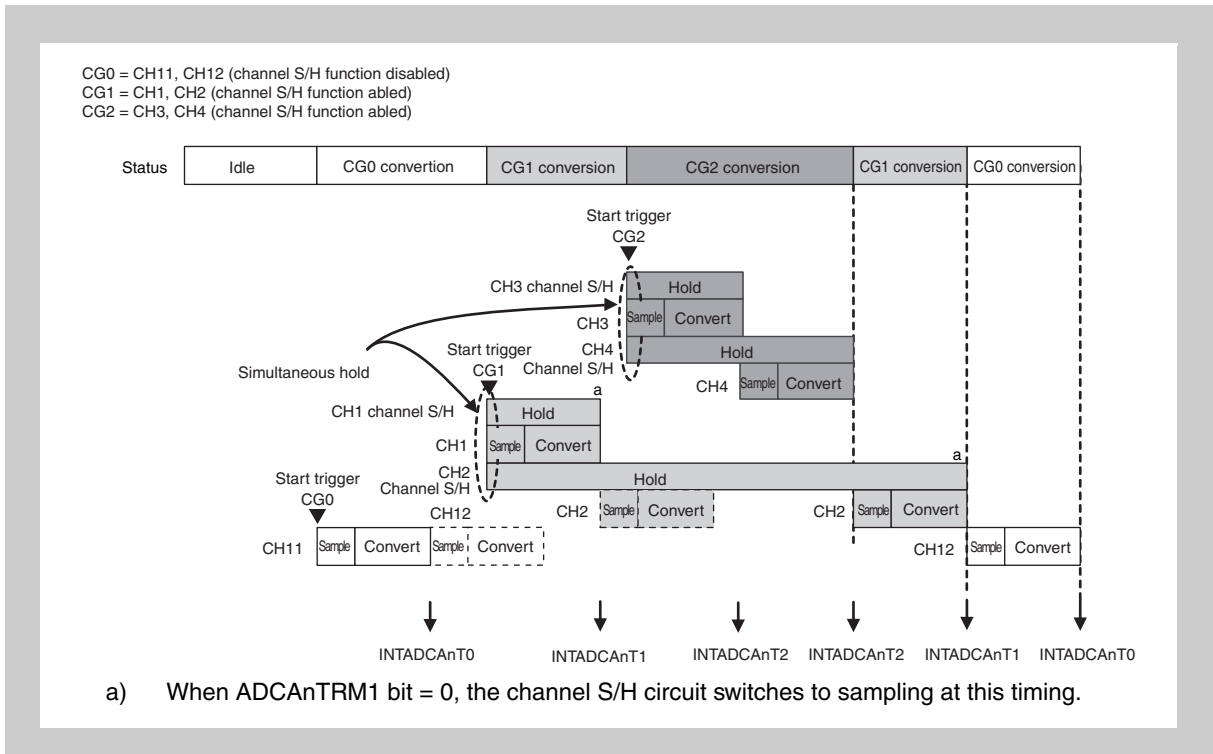 CG0 = CH11, CH12 (channel S/H function disabled)
CG1 = CH1, CH2 (channel S/H function abled)
CG2 = CH3, CH4 (channel S/H function abled)
Status Idle CG0 convertion CG1 conversion CG2 conversion CG1 conversion CG0 conversion
Start trigger
CG2
CH3 channel S/H Hold
CH3 Sample Convert
CH4
Channel S/H
Hold
CH4 Sample Convert
Simultaneous hold
Start trigger
CG1
a
CH1 channel S/H Hold
CH1 Sample Convert
CH2
Channel S/H
Hold
a
CH2 Sample Convert
CH2 Sample Convert
Start trigger
CG0
CH11 Sample Convert
CH12
Sample Convert
CH12 Sample Convert
INTADCAnT0 INTADCAnT1 INTADCAnT2 INTADCAnT2 INTADCAnT1 INTADCAnT0
a) When ADCAnTRM1 bit = 0, the channel S/H circuit switches to sampling at this timing.